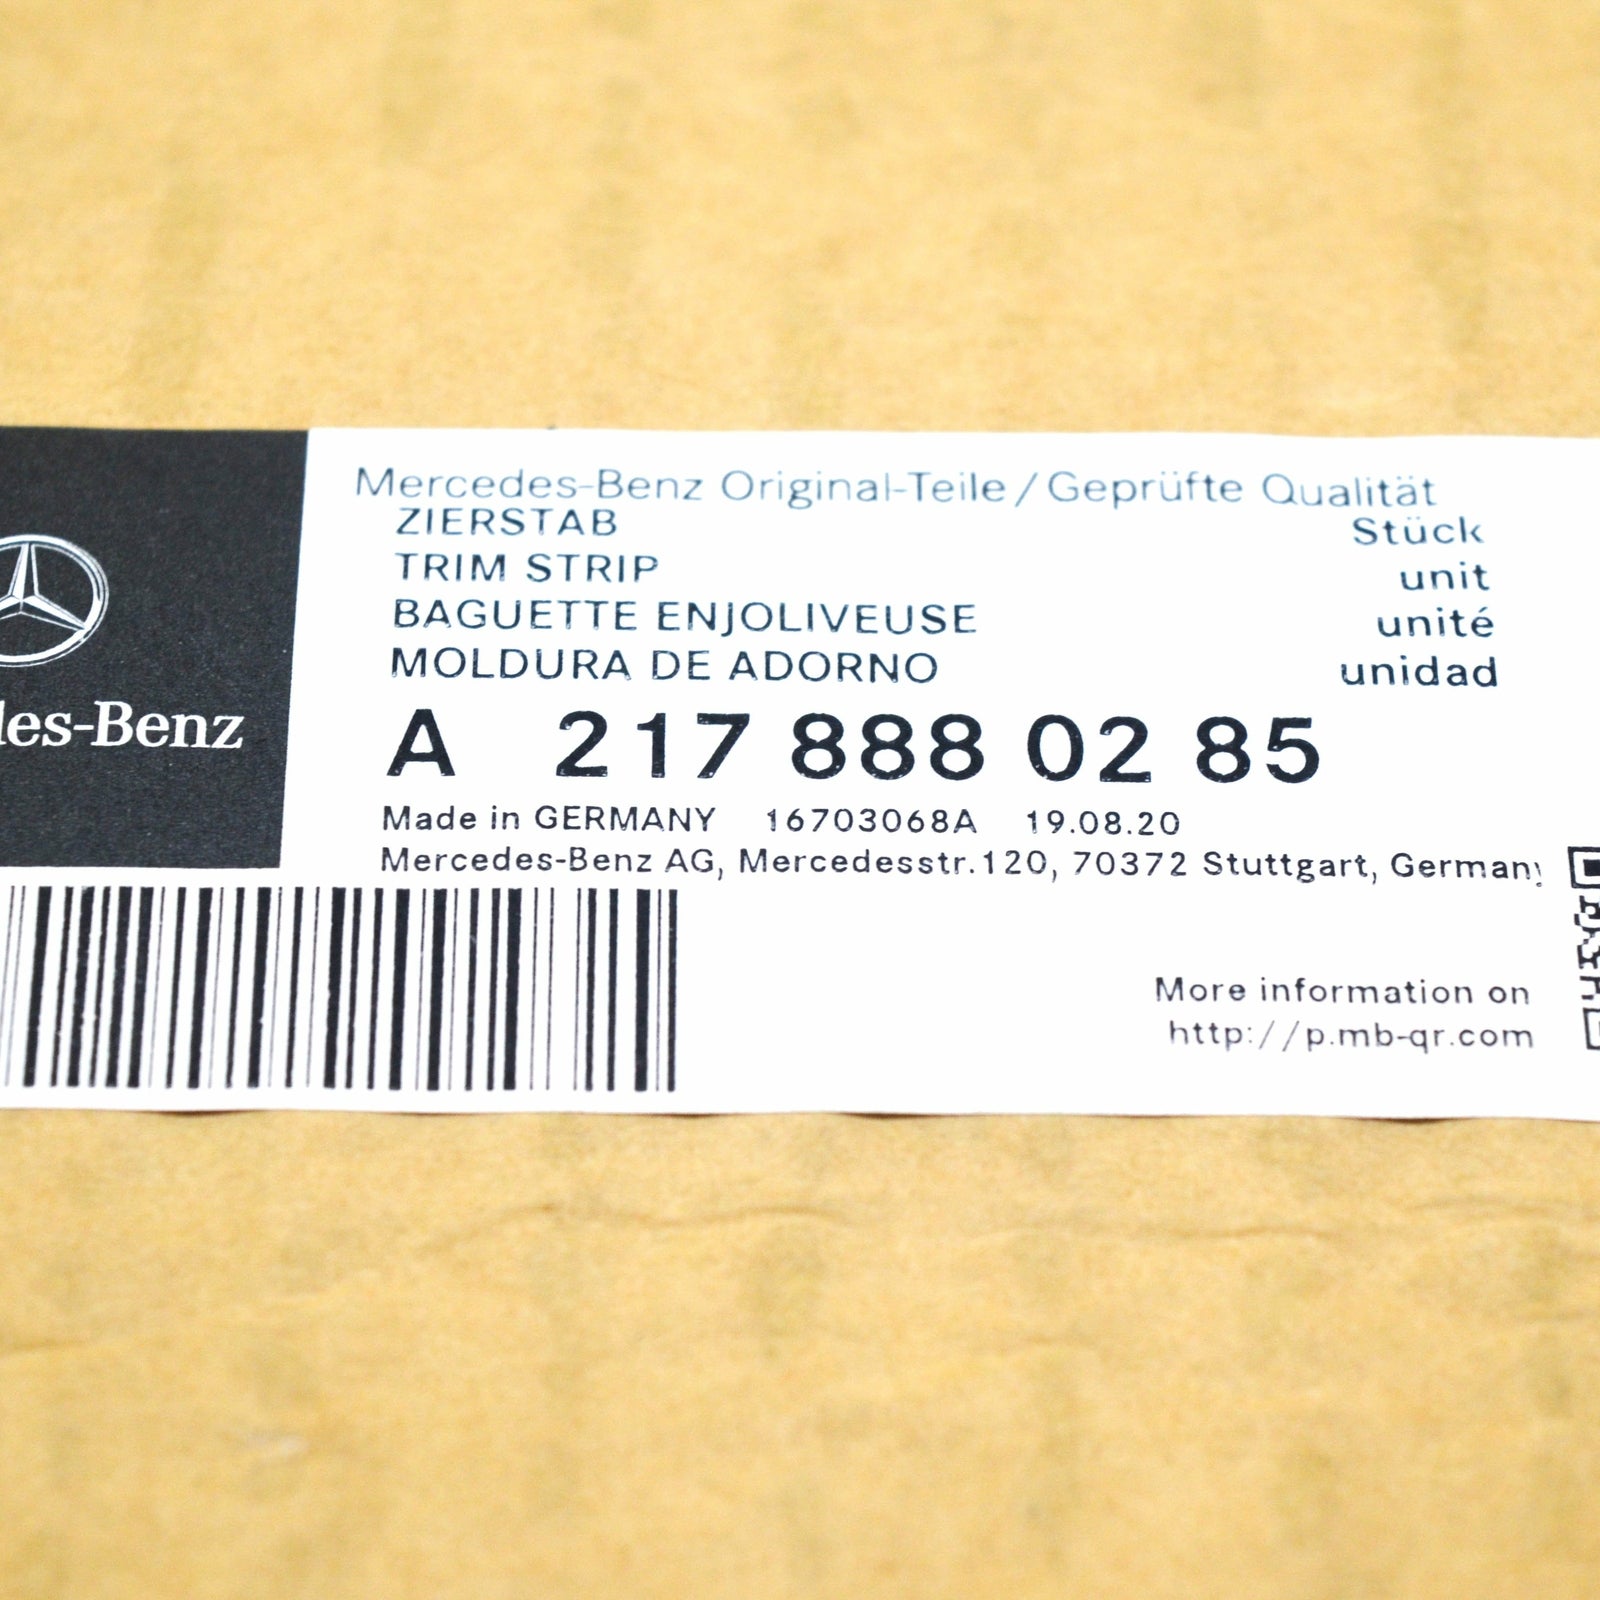 Mercedes-Benz Original-Teile / Geprüfte Qualität
ZIERSTAB Stück
TRIM STRIP unit
BAGUETTE ENJOLIVEUSE unité
MOLDURA DE ADORNO unidad
des-Benz
A 217 888 02 85
Made in GERMANY 16703068A 19.08.20
Mercedes-Benz AG, Mercedesstr.120, 70372 Stuttgart, Germany
More information on
http://p.mb-qr.com